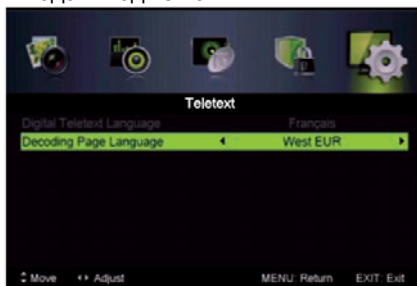 Teletext
Digital Teletext Language Français
Decoding Page Language West EUR
Move Adjust MENU: Return EXIT: Exit